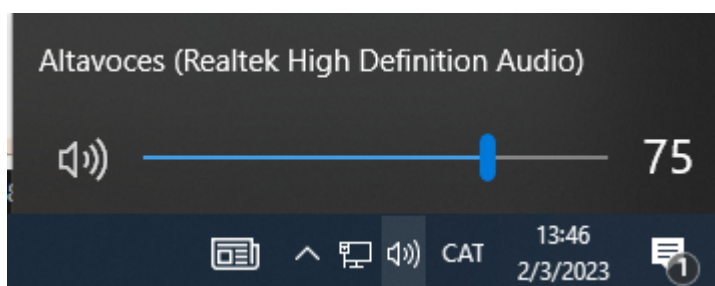 Altavoces (Realtek High Definition Audio)
75
CAT
13:46
2/3/2023
1